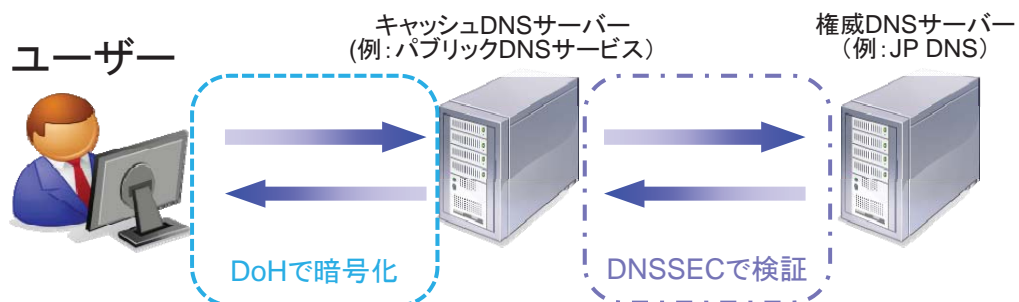 ユーザー
キャッシュDNSサーバー
(例：パブリックDNSサービス)
権威DNSサーバー
(例：JP DNS)
DoHで暗号化
DNSSECで検証